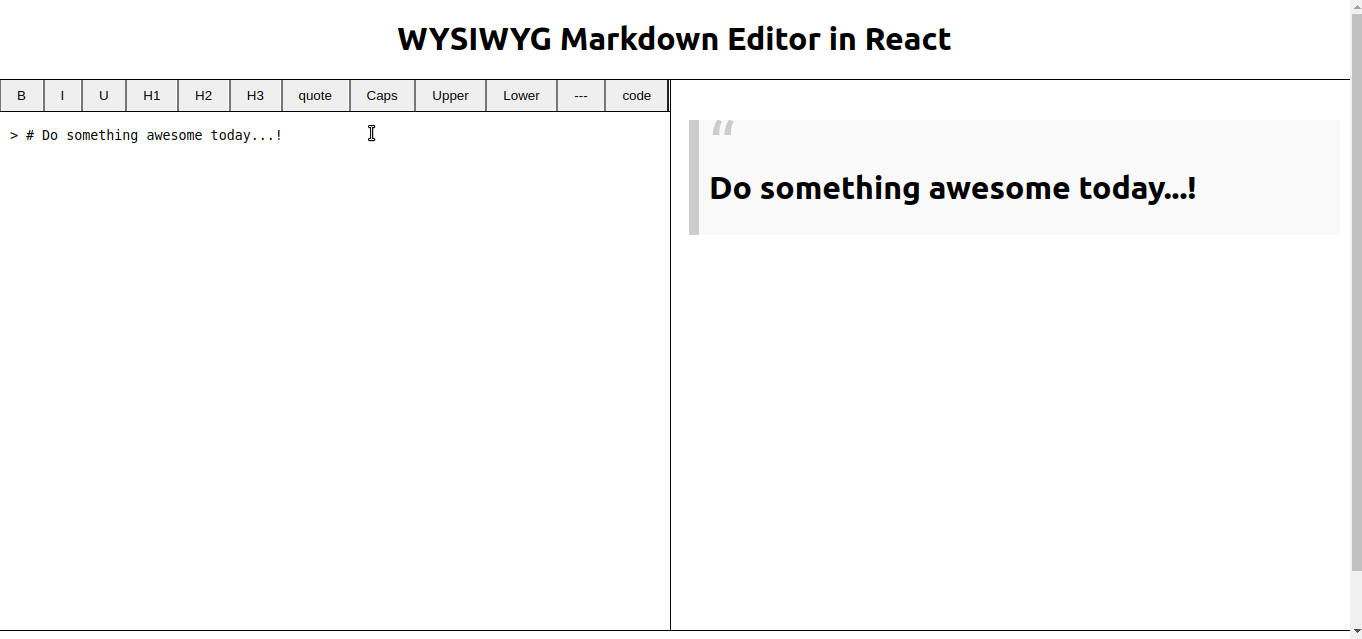 WYSIWYG Markdown Editor in React
B I U H1 H2 H3 quote Caps Upper Lower --- code
> # Do something awesome today...!
“
Do something awesome today...!